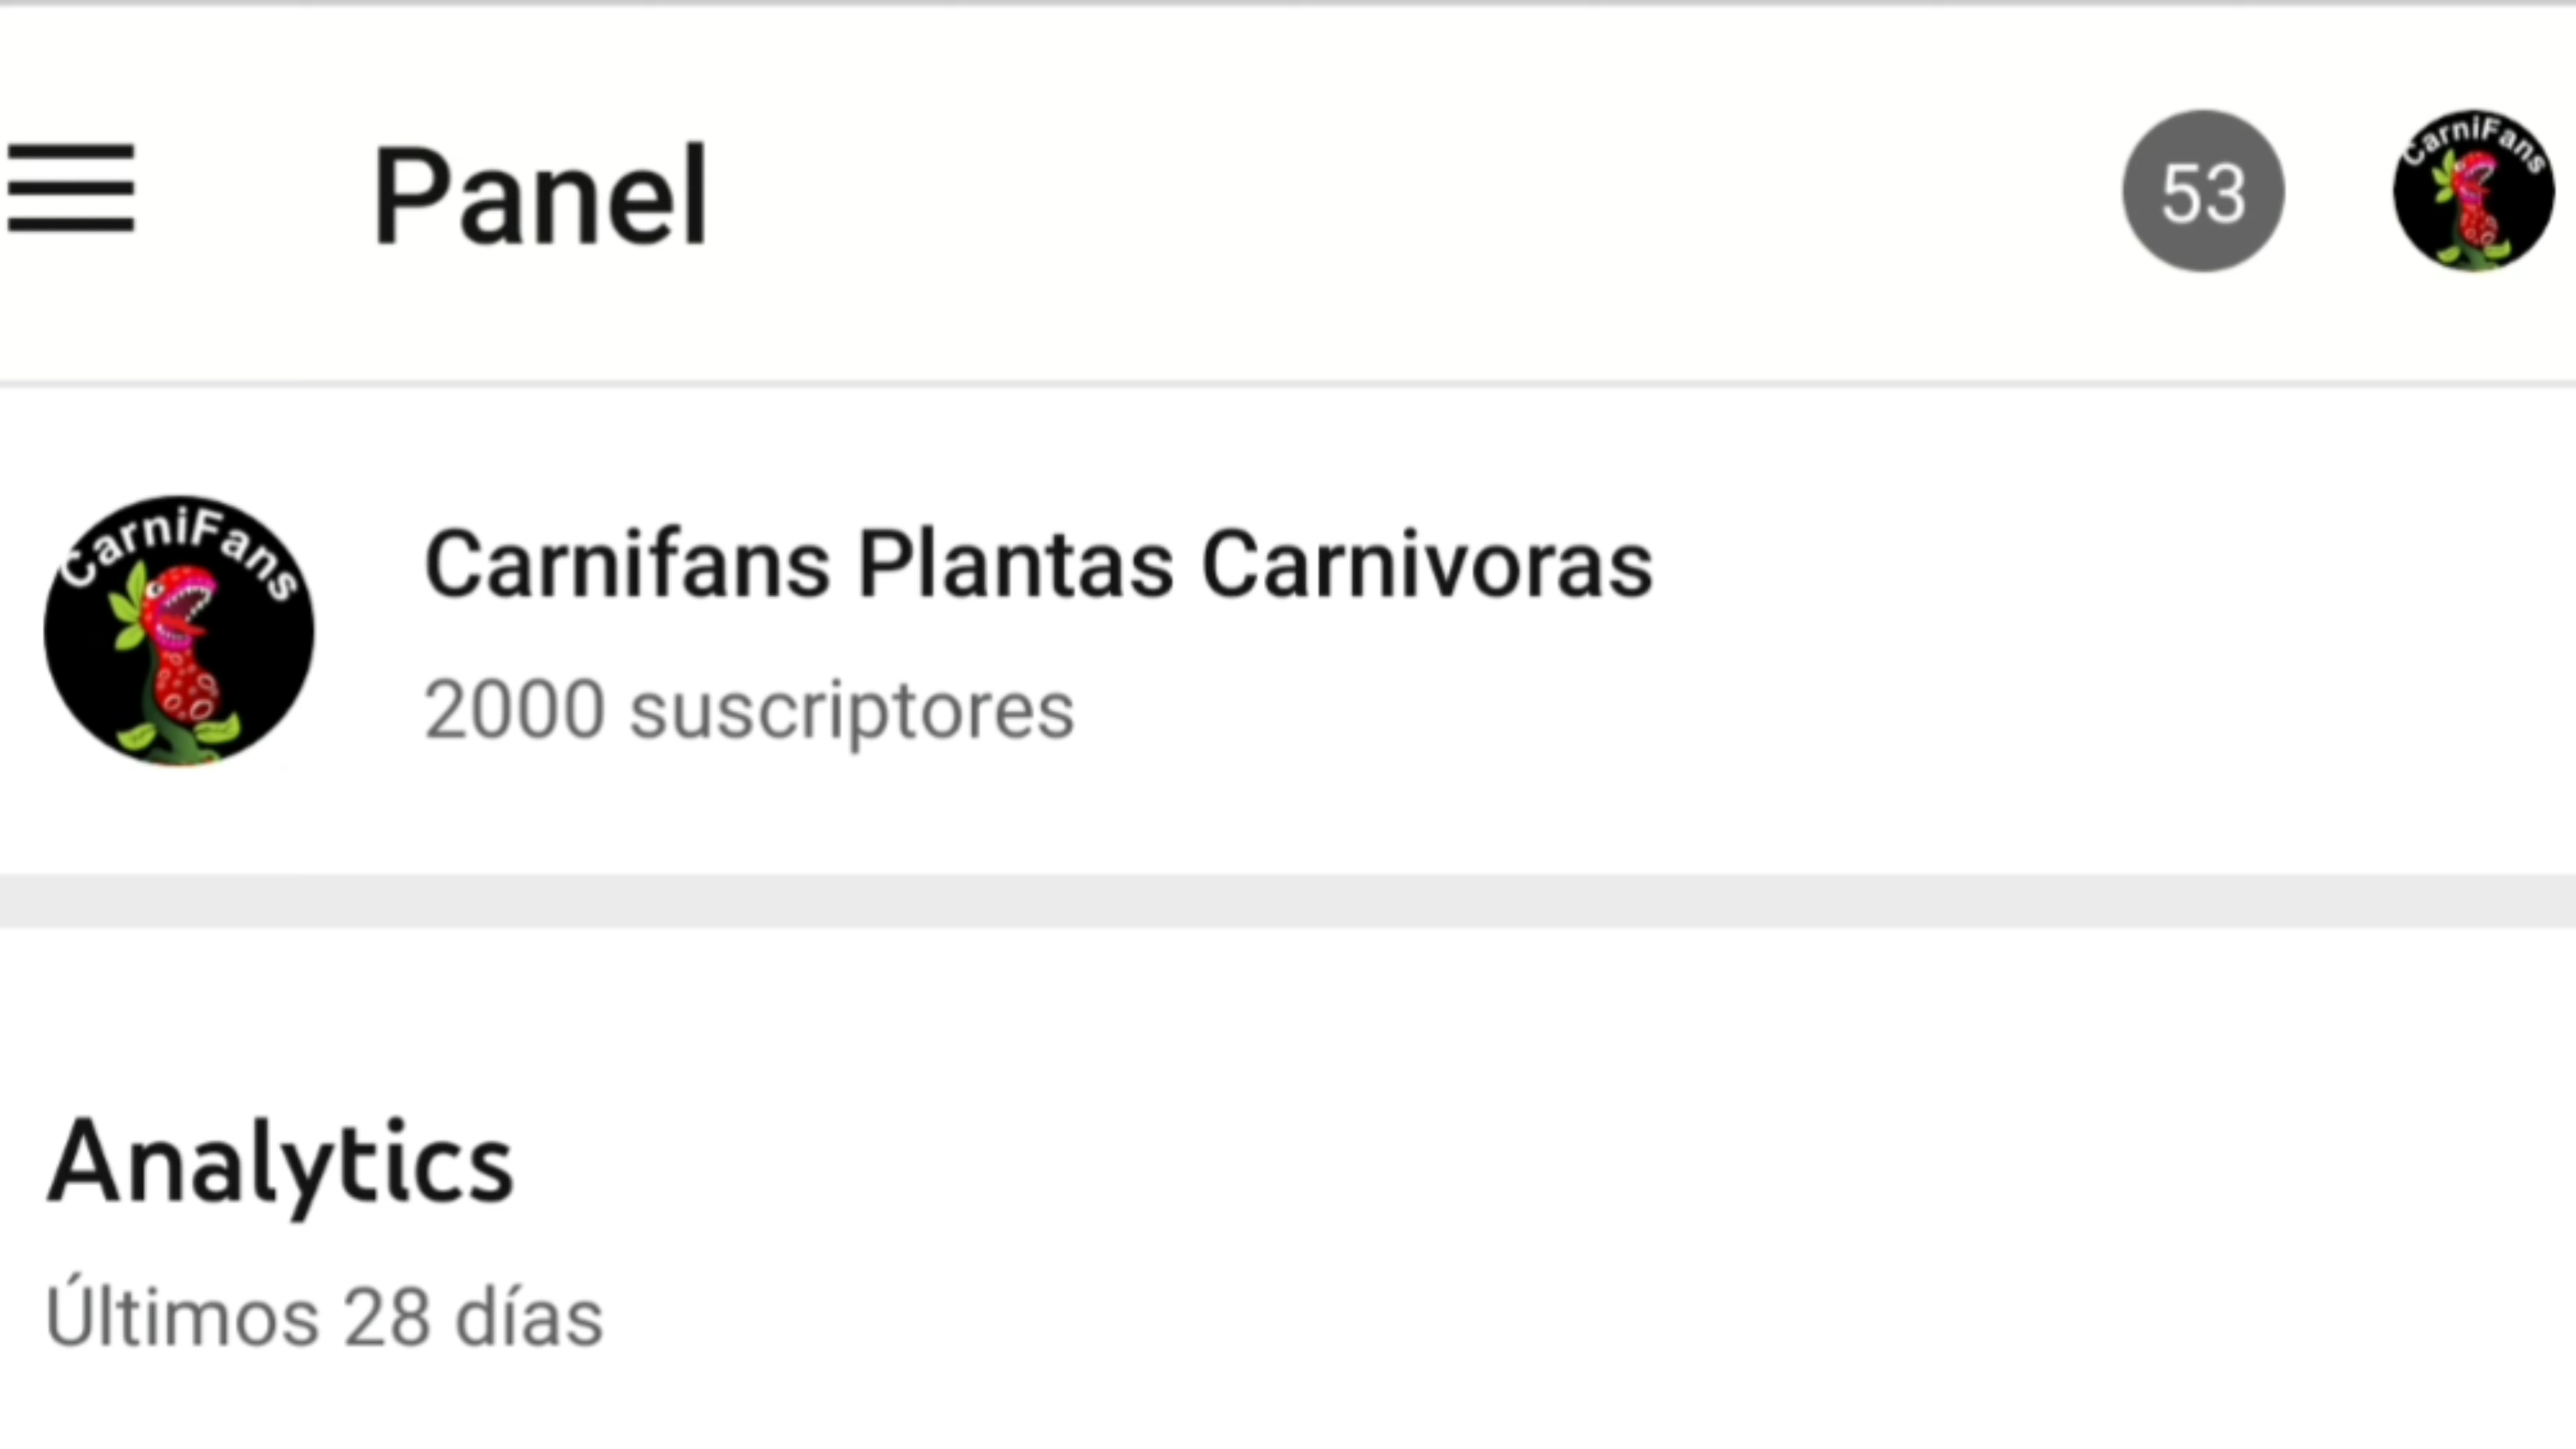 Panel
53
CarniFans
CarniFans
Carnifans Plantas Carnivoras
2000 suscriptores
Analytics
Últimos 28 días